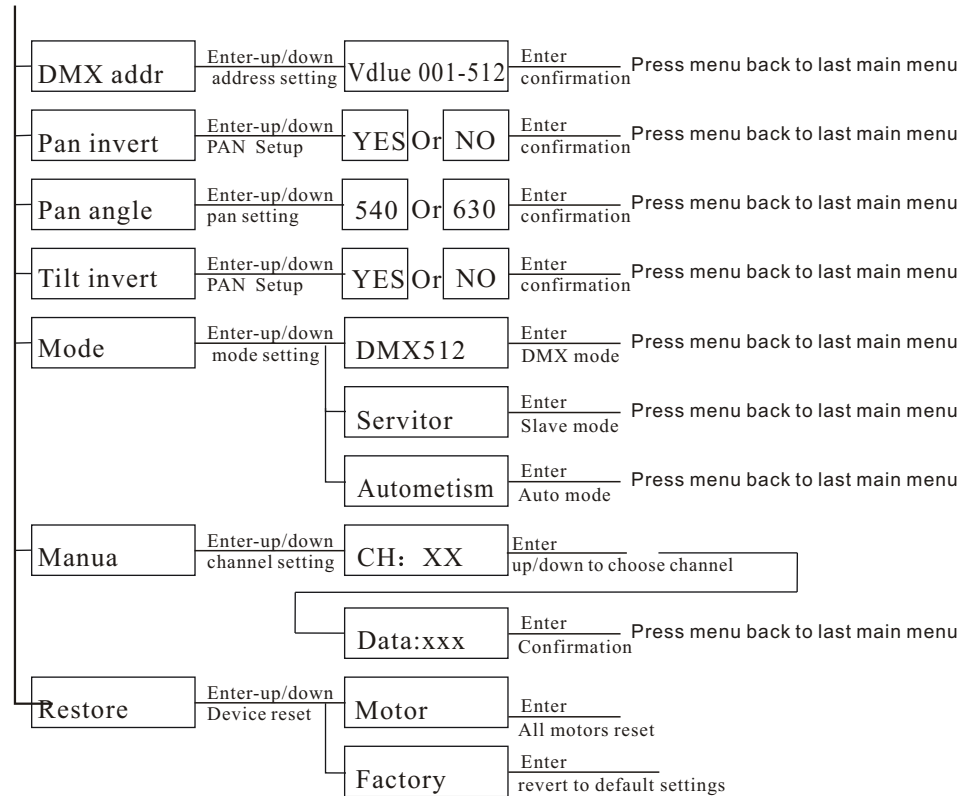 DMX addr
Enter-up/down
address setting
Vdlue 001-512
Enter
confirmation
Press menu back to last main menu
Pan invert
Enter-up/down
PAN Setup
YES Or NO
Enter
confirmation
Press menu back to last main menu
Pan angle
Enter-up/down
pan setting
540 Or 630
Enter
confirmation
Press menu back to last main menu
Tilt invert
Enter-up/down
PAN Setup
YES Or NO
Enter
confirmation
Press menu back to last main menu
Mode
Enter-up/down
mode setting
DMX512
Enter
DMX mode
Press menu back to last main menu
Servitor
Enter
Slave mode
Press menu back to last main menu
Autometism
Enter
Auto mode
Press menu back to last main menu
Manua
Enter-up/down
channel setting
CH: XX
Enter
up/down to choose channel
Data:xxx
Enter
Confirmation
Press menu back to last main menu
Restore
Enter-up/down
Device reset
Motor
Enter
All motors reset
Factory
Enter
revert to default settings